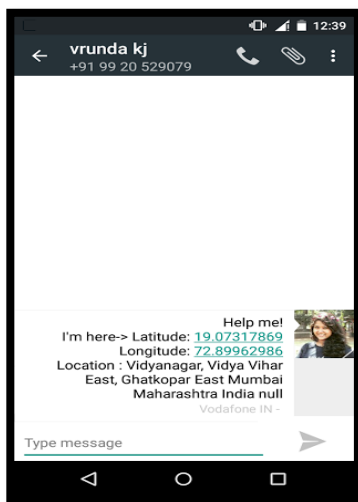 12:39
vrunda kj
+91 99 20 529079
Help me!
I'm here-> Latitude: 19.07317869
Longitude: 72.89962986
Location : Vidyanagar, Vidya Vihar
East, Ghatkopar East Mumbai
Maharashtra India null
Vodafone IN -
Type message